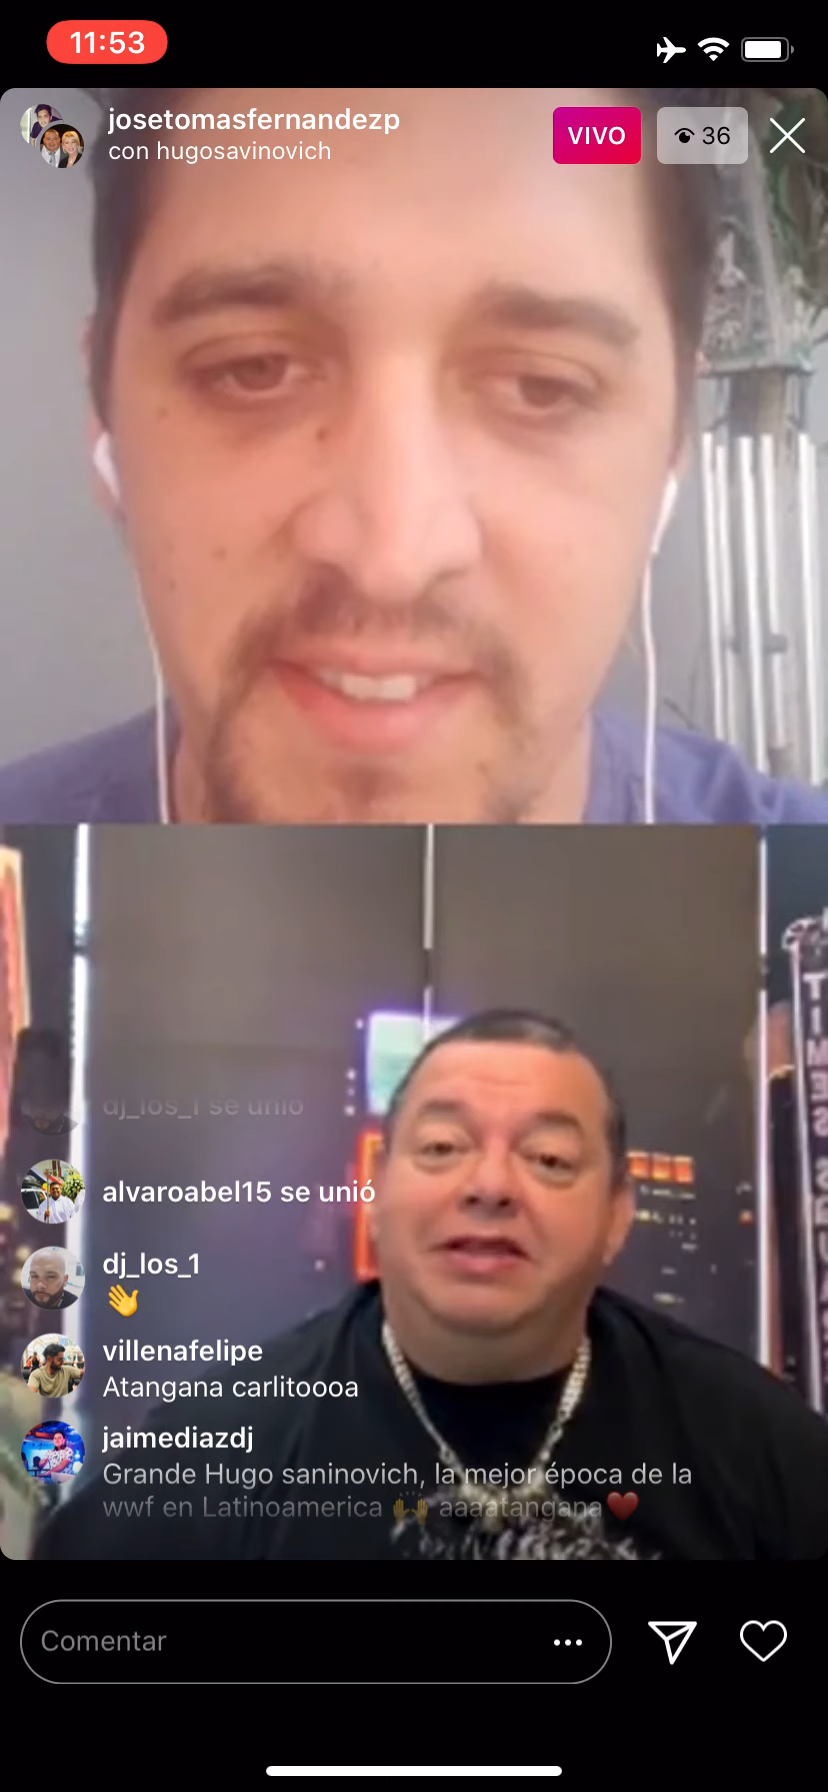 11:53
josetomasfernandezp
con hugosavinovich
VIVO
36
dj_los_1 se unió
alvaroabel15 se unió
dj_los_1
👋
villenafelipe
Atangana carlitoooa
jaimediazdj
Grande Hugo saninovich, la mejor época de la
wwf en Latinoamerica 🙌 aaaatangana❤️
Comentar